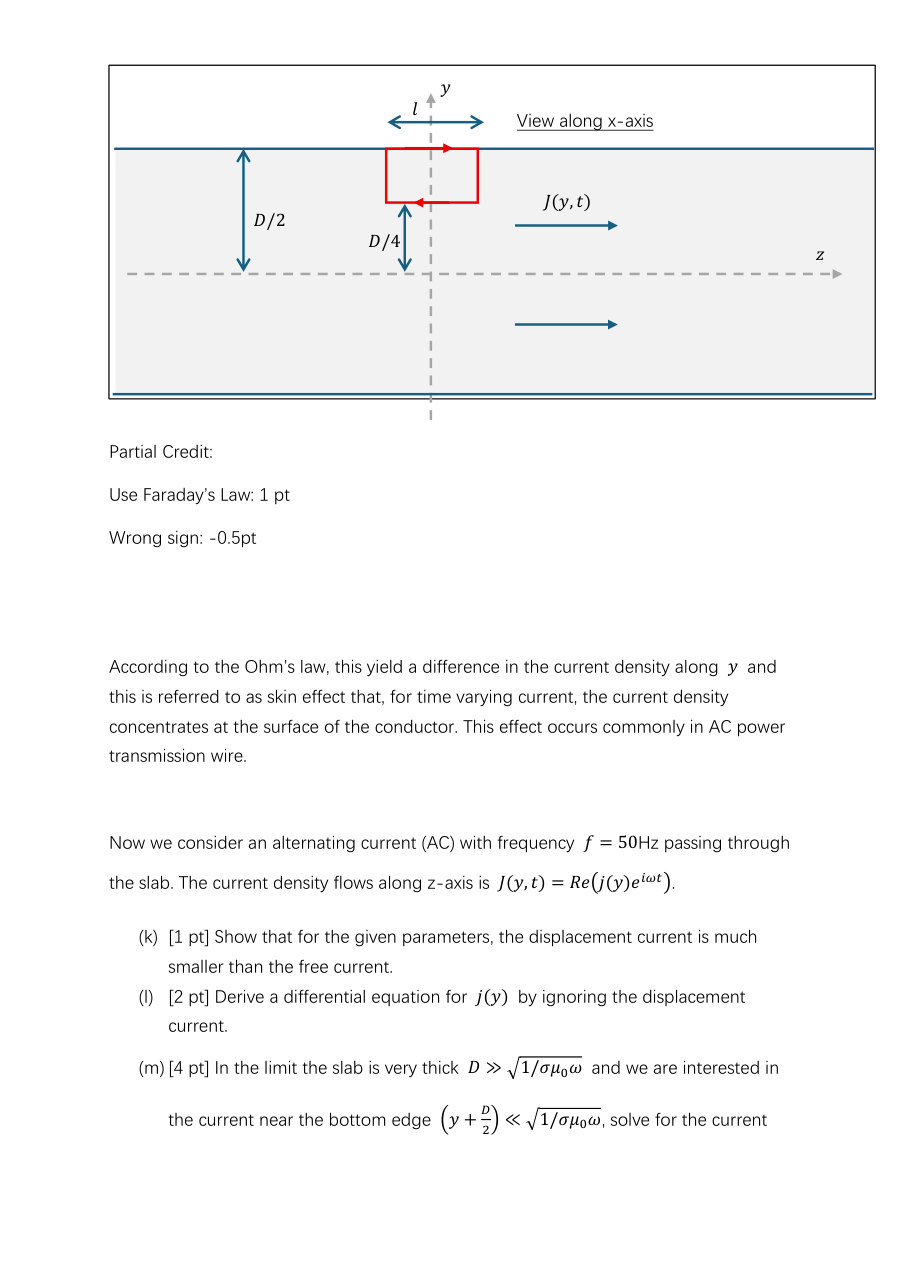 y
l
View along x-axis
J(y, t)
D/2
D/4
z
Partial Credit:
Use Faraday's Law: 1 pt
Wrong sign: -0.5pt
According to the Ohm's law, this yield a difference in the current density along y and
this is referred to as skin effect that, for time varying current, the current density
concentrates at the surface of the conductor. This effect occurs commonly in AC power
transmission wire.
Now we consider an alternating current (AC) with frequency f = 50Hz passing through
the slab. The current density flows along z-axis is J(y, t) = Re(j(y)e^{iωt}).
(k) [1 pt] Show that for the given parameters, the displacement current is much
smaller than the free current.
(l) [2 pt] Derive a differential equation for j(y) by ignoring the displacement
current.
(m) [4 pt] In the limit the slab is very thick D ≫ √(1/σμ₀ω) and we are interested in
the current near the bottom edge (y + D/2) ≪ √(1/σμ₀ω), solve for the current